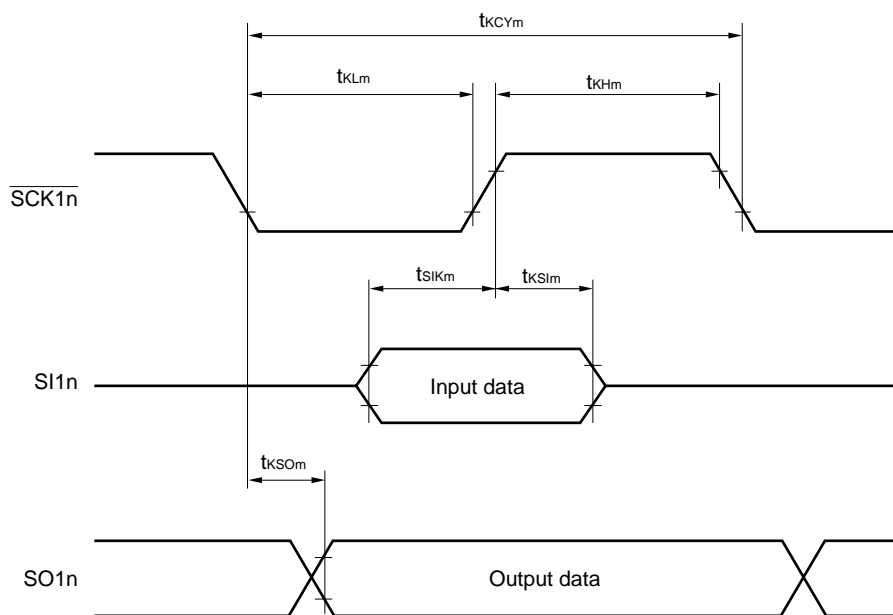 tKCYm
tKLm
tKHm
SCK1n
tSIKm
tKSIm
SI1n
Input data
tKSOm
SO1n
Output data